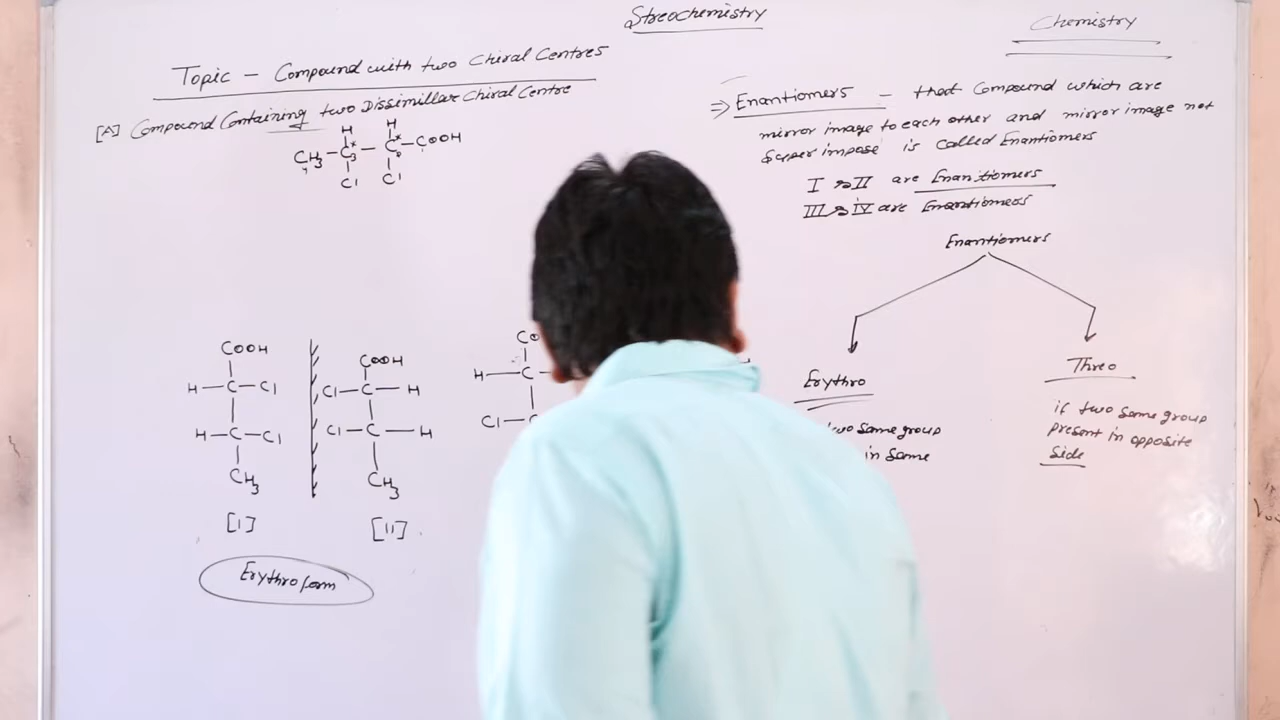 Streochemistry
Chemistry
Topic - Compound with two Chiral Centres
[A] Compound Containing two Dissimillar Chiral Centre
H H
CH3 - C* - C* - COOH
4 3
Cl Cl
⇒ Enantiomers - that Compound which are
mirror image to each other and mirror image not
Super impose is called Enantiomers
I & II are Enantiomers
III & IV are Enantiomers
Enantiomers
Erythro
two same group
in same
Threo
if two same group
present in opposite
Side
COOH
H - C - Cl
H - C - Cl
CH3
[I]
COOH
Cl - C - H
Cl - C - H
CH3
[II]
Erythro form
CO
H - C
Cl - C